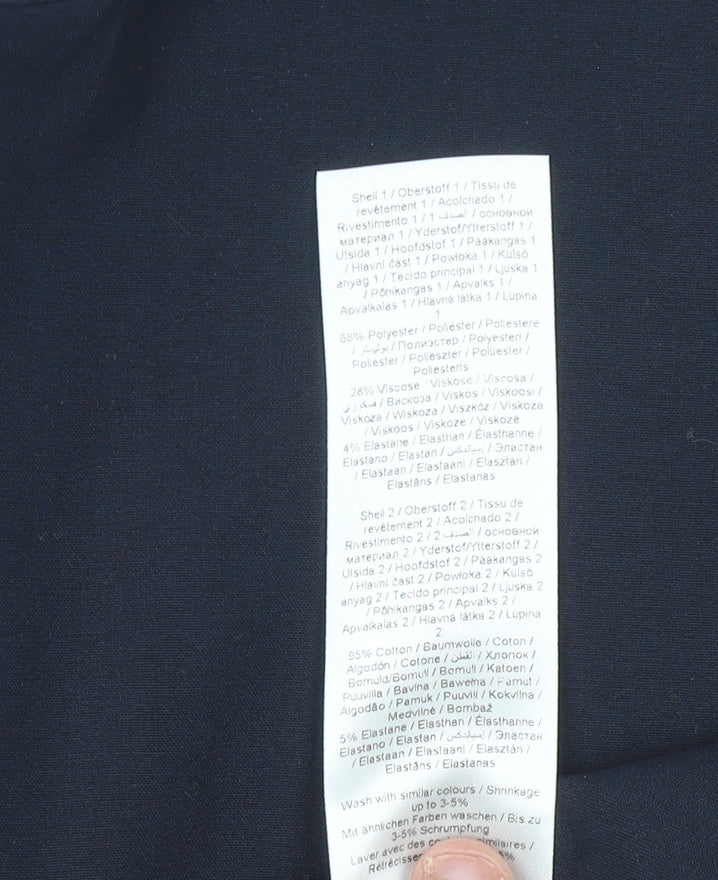 Shell 1 / Oberstoff 1 / Tissu de
revêtement 1 / Acolchado 1 /
Rivestimento 1 / 1 الصدف / основной
материал 1 / Yderstof/Ytterstoff 1 /
Utsida 1 / Hoofdstof 1 / Pääkangas 1
/ Hlavní část 1 / Powłoka 1 / Külső
anyag 1 / Tecido principal 1 / Ljuska 1
/ Põhikangas 1 / Apvalks 1 /
Apvalkalas 1 / Hlavná látka 1 / Lupina
1:
68% Polyester / Poliéster / Poliestere
/ بوليستر / Полиэстер / Polyesteri /
Poliester / Poliészter / Polüester /
Poliesteris
28% Viscose / Viskose / Viscosa /
/ Вискоза / Viskos / Viskoosi /
Viskóza / Wiskoza / Viszkóz / Viskoza
/ Viskoos / Viskoze / Viskozė
4% Elastane / Elasthan / Élasthanne /
Elastano / Elastan / إسباندكس / Эластан
/ Elastaan / Elastaani / Elasztán /
Elastāns / Elastanas
Shell 2 / Oberstoff 2 / Tissu de
revêtement 2 / Acolchado 2 /
Rivestimento 2 / 2 الصدف / основной
материал 2 / Yderstof/Ytterstoff 2 /
Utsida 2 / Hoofdstof 2 / Pääkangas 2
/ Hlavní část 2 / Powłoka 2 / Külső
anyag 2 / Tecido principal 2 / Ljuska 2
/ Põhikangas 2 / Apvalks 2 /
Apvalkalas 2 / Hlavná látka 2 / Lupina
2:
95% Cotton / Baumwolle / Coton /
Algodón / Cotone / القطن / Хлопок /
Bomuld/Bomull / Bomull / Katoen /
Puuvilla / Bavlna / Bawełna / Pamut /
Algodão / Pamuk / Puuvill / Kokvilna /
Medvilnė / Bombaž
5% Elastane / Elasthan / Élasthanne /
Elastano / Elastan / إسباندكس / Эластан
/ Elastaan / Elastaani / Elasztán /
Elastāns / Elastanas
Wash with similar colours / Shrinkage
up to 3-5%
Mit ähnlichen Farben waschen / Bis zu
3-5% Schrumpfung
Laver avec des similaires /
5%